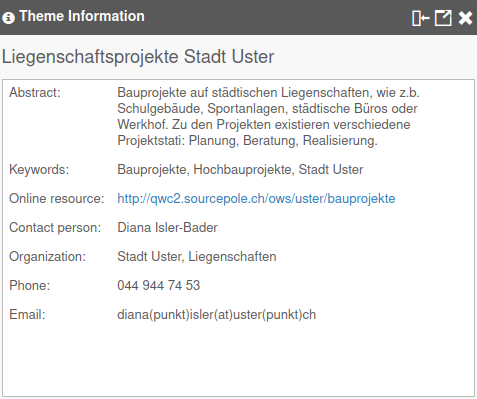 Theme Information
Liegenschaftsprojekte Stadt Uster
Abstract: Bauprojekte auf städtischen Liegenschaften, wie z.b.
Schulgebäude, Sportanlagen, städtische Büros oder
Werkhof. Zu den Projekten existieren verschiedene
Projektstati: Planung, Beratung, Realisierung.
Keywords: Bauprojekte, Hochbauprojekte, Stadt Uster
Online resource: http://qwc2.sourcepole.ch/ows/uster/bauprojekte
Contact person: Diana Isler-Bader
Organization: Stadt Uster, Liegenschaften
Phone: 044 944 74 53
Email: diana(punkt)isler(at)uster(punkt)ch